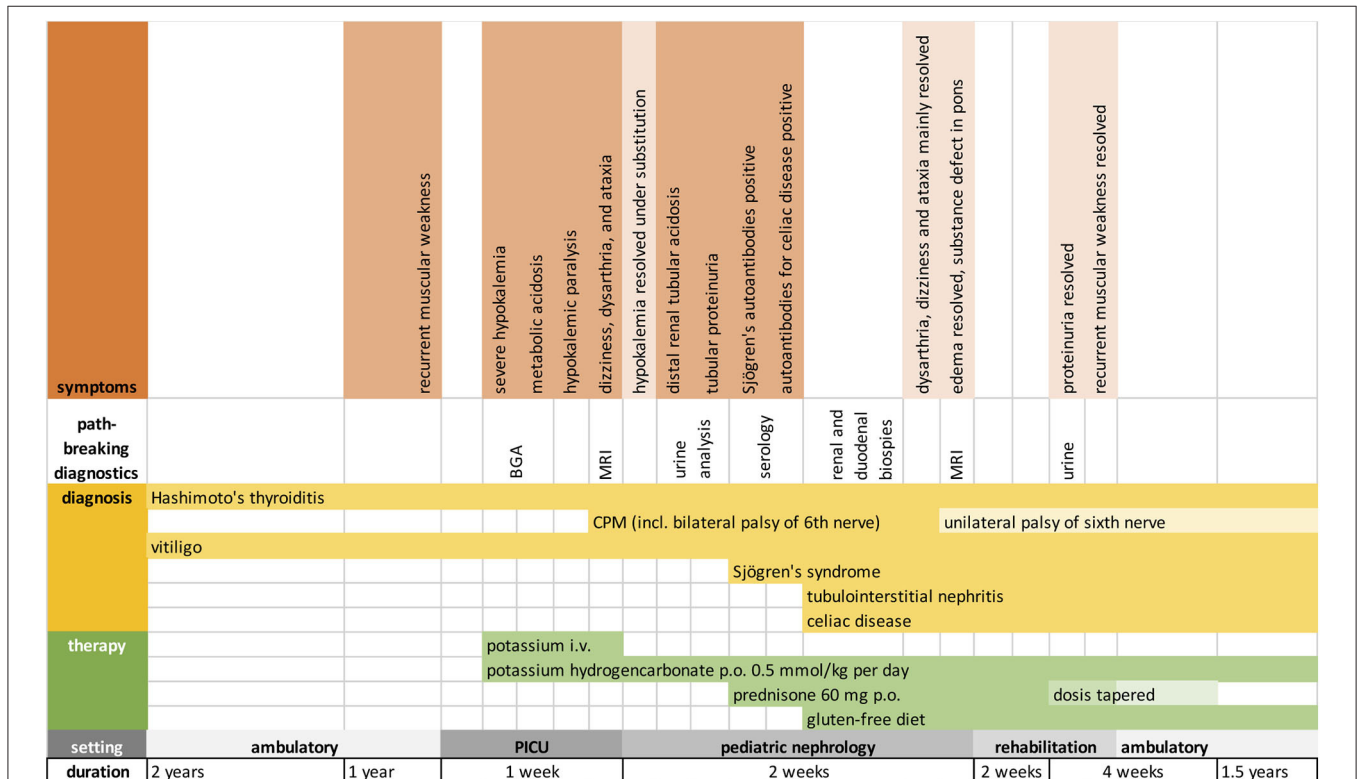 symptoms
recurrent muscular weakness
severe hypokalemia
metabolic acidosis
hypokalemic paralysis
dizziness, dysarthria, and ataxia
hypokalemia resolved under substitution
distal renal tubular acidosis
tubular proteinuria
Sjögren's autoantibodies positive
autoantibodies for celiac disease positive
dysarthria, dizziness and ataxia mainly resolved
edema resolved, substance defect in pons
proteinuria resolved
recurrent muscular weakness resolved
path-
breaking
diagnostics
BGA
MRI
urine
analysis
serology
renal and
duodenal
biospies
MRI
urine
diagnosis
Hashimoto's thyroiditis
CPM (incl. bilateral palsy of 6th nerve)
unilateral palsy of sixth nerve
vitiligo
Sjögren's syndrome
tubulointerstitial nephritis
celiac disease
therapy
potassium i.v.
potassium hydrogencarbonate p.o. 0.5 mmol/kg per day
prednisone 60 mg p.o.
dosis tapered
gluten-free diet
setting
ambulatory
PICU
pediatric nephrology
rehabilitation
ambulatory
duration
2 years
1 year
1 week
2 weeks
2 weeks
4 weeks
1.5 years